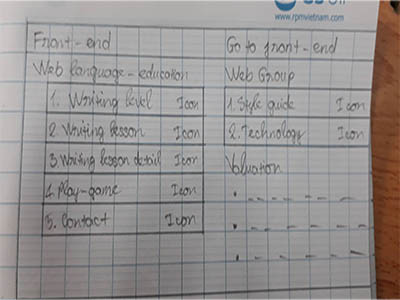 www.rpmvietnam.com
Front-end
Web language-education
1. Writing level Icon
2. Writing lesson Icon
3 Writing lesson detail Icon
4. Play-game Icon
5. Contact Icon
Go to front-end
Web Group
1. Style guide Icon
2. Technology Icon
Valuation